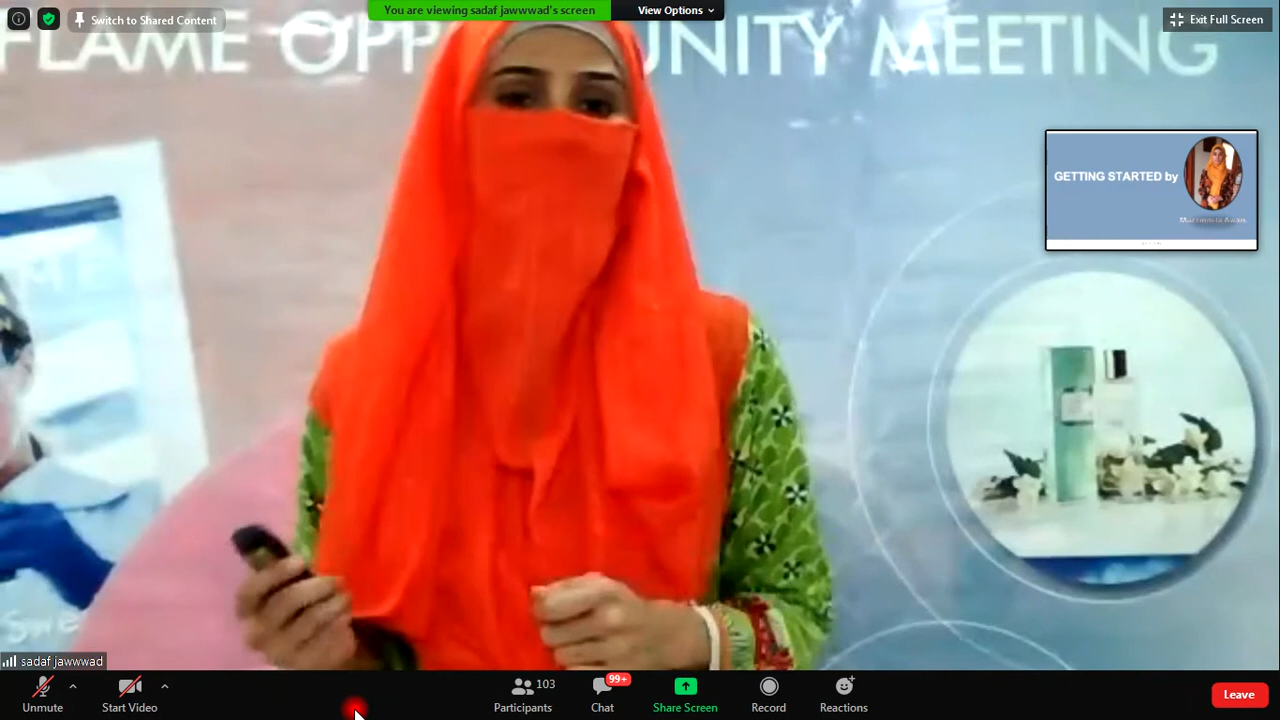 Switch to Shared Content
You are viewing sadaf jawwwad's screen
View Options
Exit Full Screen
FLAME OPP UNITY MEETING
GETTING STARTED by
Swe
sadaf jawwwad
Unmute
Start Video
103
Participants
99+
Chat
Share Screen
Record
Reactions
Leave